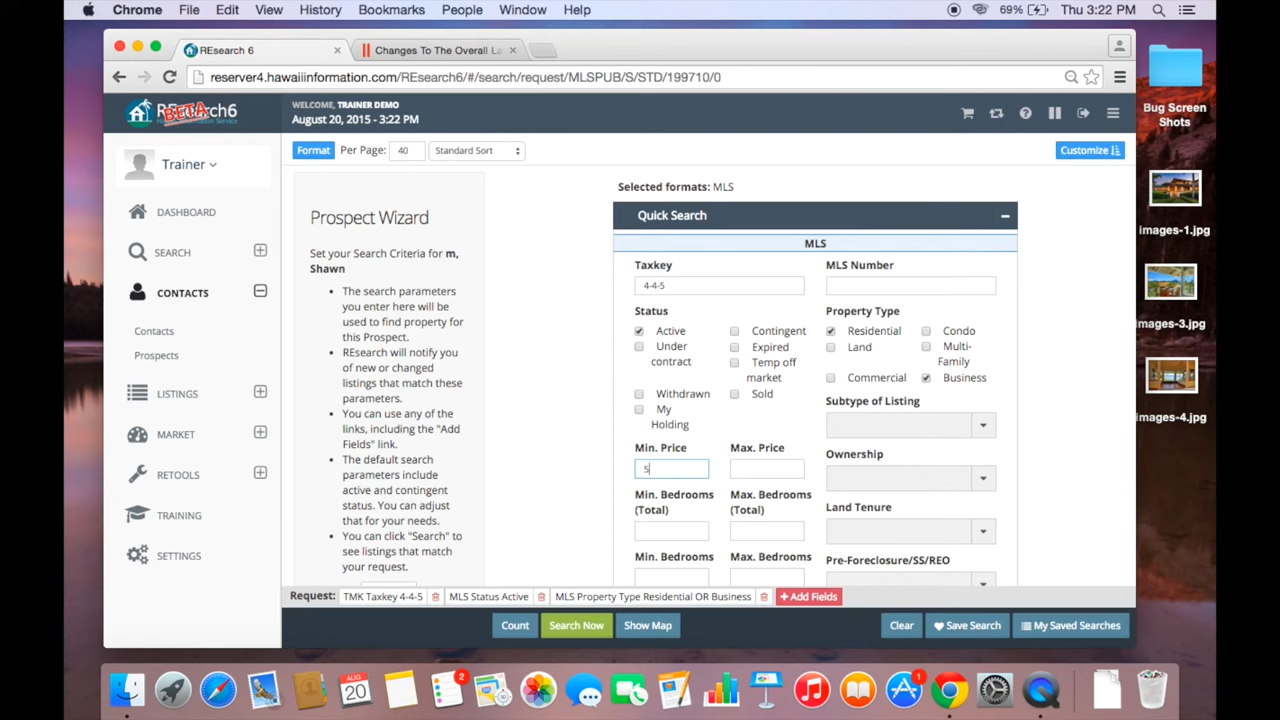 Chrome File Edit View History Bookmarks People Window Help 69% Thu 3:22 PM
REsearch 6 Changes To The Overall La
reserver4.hawaiiinformation.com/REsearch6/#/search/request/MLSPUB/S/STD/199710/0
Bug Screen
Shots
images-1.jpg
images-3.jpg
images-4.jpg
REsearch6
BETA
Hawaii Information Service
WELCOME, TRAINER DEMO
August 20, 2015 - 3:22 PM
Trainer
DASHBOARD
SEARCH
CONTACTS
Contacts
Prospects
LISTINGS
MARKET
RETOOLS
TRAINING
SETTINGS
Format Per Page: 40 Standard Sort Customize
Prospect Wizard
Set your Search Criteria for m,
Shawn
The search parameters
you enter here will be
used to find property for
this Prospect.
REsearch will notify you
of new or changed
listings that match these
parameters.
You can use any of the
links, including the "Add
Fields" link.
The default search
parameters include
active and contingent
status. You can adjust
that for your needs.
You can click "Search" to
see listings that match
your request.
Selected formats: MLS
Quick Search
MLS
Taxkey MLS Number
4-4-5
Status Property Type
Active Contingent Residential Condo
Under
contract
Expired Land Multi-
Family
Temp off
market
Commercial Business
Withdrawn Sold
My
Holding
Subtype of Listing
Min. Price Max. Price Ownership
5
Min. Bedrooms
(Total)
Max. Bedrooms
(Total)
Land Tenure
Min. Bedrooms Max. Bedrooms Pre-Foreclosure/SS/REO
Request: TMK Taxkey 4-4-5 MLS Status Active MLS Property Type Residential OR Business + Add Fields
Count Search Now Show Map Clear Save Search My Saved Searches
AUG
20
2
1